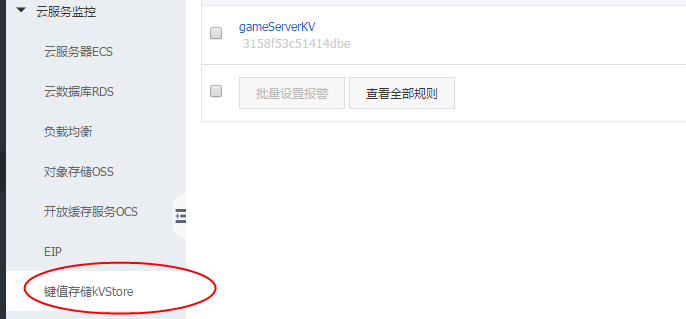 云服务监控
云服务器ECS
云数据库RDS
负载均衡
对象存储OSS
开放缓存服务OCS
EIP
键值存储kVStore
gameServerKV
3158f53c51414dbe
批量设置报警
查看全部规则